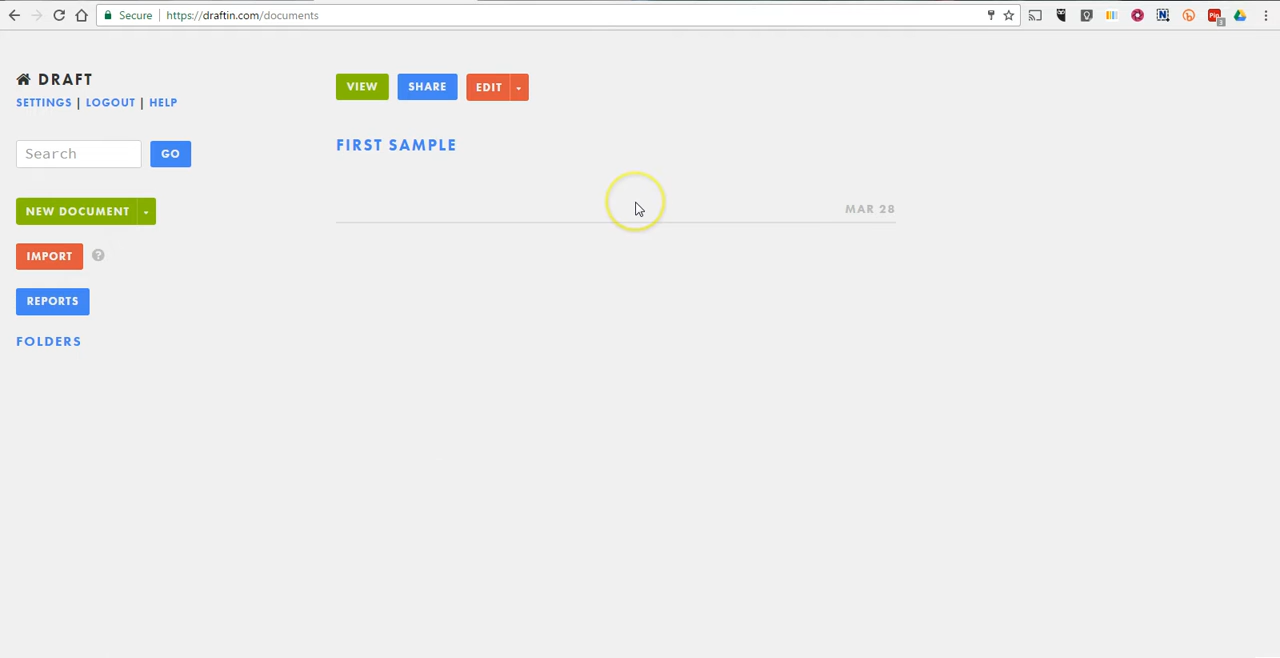 Secure https://draftin.com/documents
DRAFT
SETTINGS | LOGOUT | HELP
Search GO
NEW DOCUMENT
IMPORT ?
REPORTS
FOLDERS
VIEW SHARE EDIT
FIRST SAMPLE
MAR 28